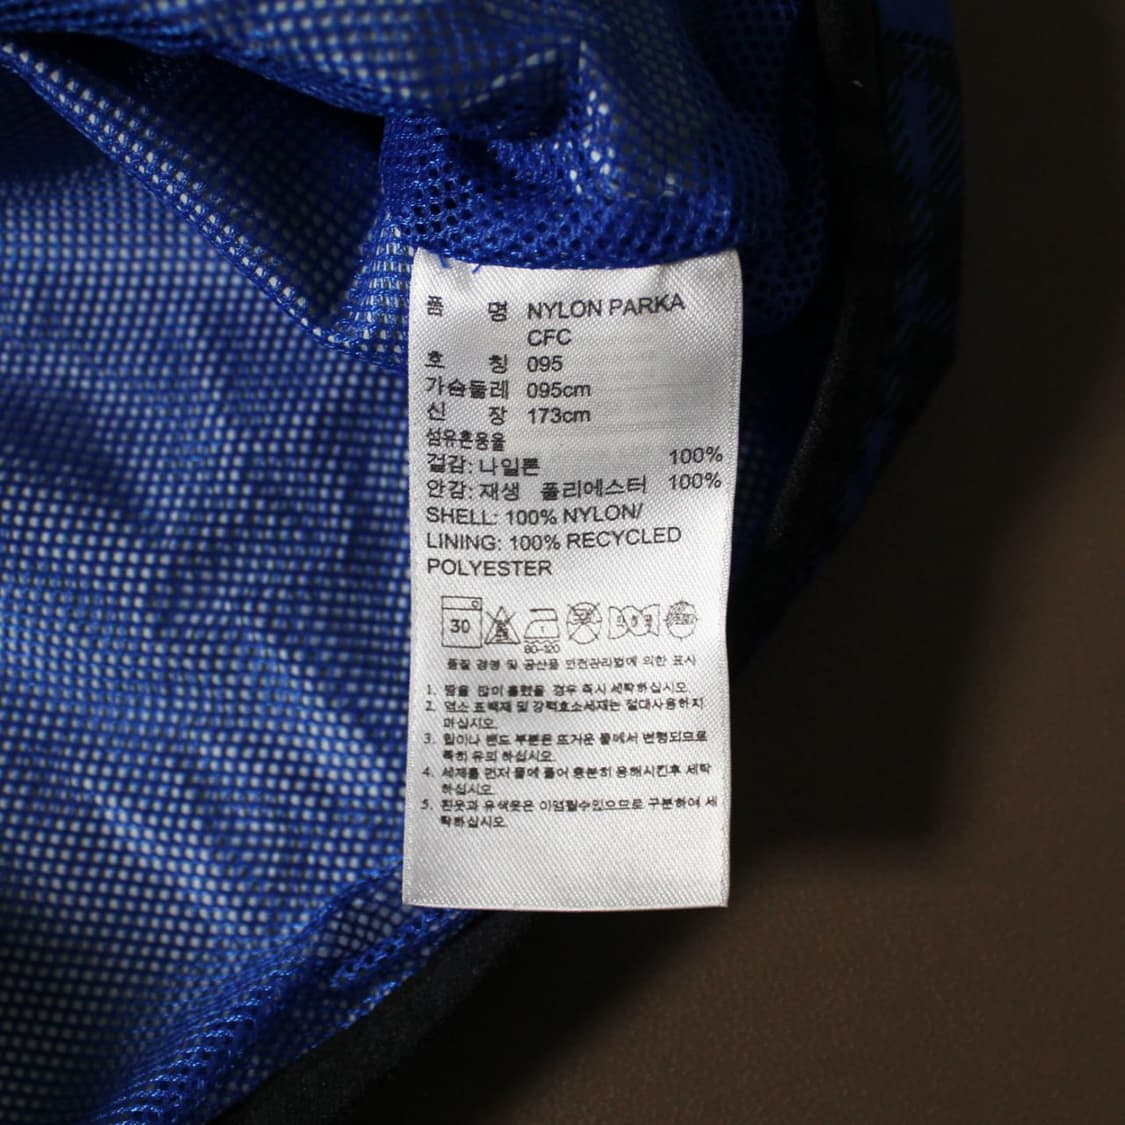 품 명 NYLON PARKA
CFC
호 칭 095
가슴둘레 095cm
신 장 173cm
섬유혼용율
겉감: 나일론 100%
안감: 재생 폴리에스터 100%
SHELL: 100% NYLON/
LINING: 100% RECYCLED
POLYESTER
30
80-120
품질 경영 및 공산품 안전관리법에 의한 표시
1. 땀을 많이 흘렸을 경우 즉시 세탁하십시오.
2. 염소 표백제 및 강력효소세제는 절대사용하지
마십시오.
3. 립이나 밴드 부분은 뜨거운 물에서 변형되므로
특히 유의 하십시오.
4. 세제를 먼저 물에 풀어 충분히 용해시킨후 세탁
하십시오.
5. 흰옷과 유색옷은 이염될수있으므로 구분하여 세
탁하십시오.